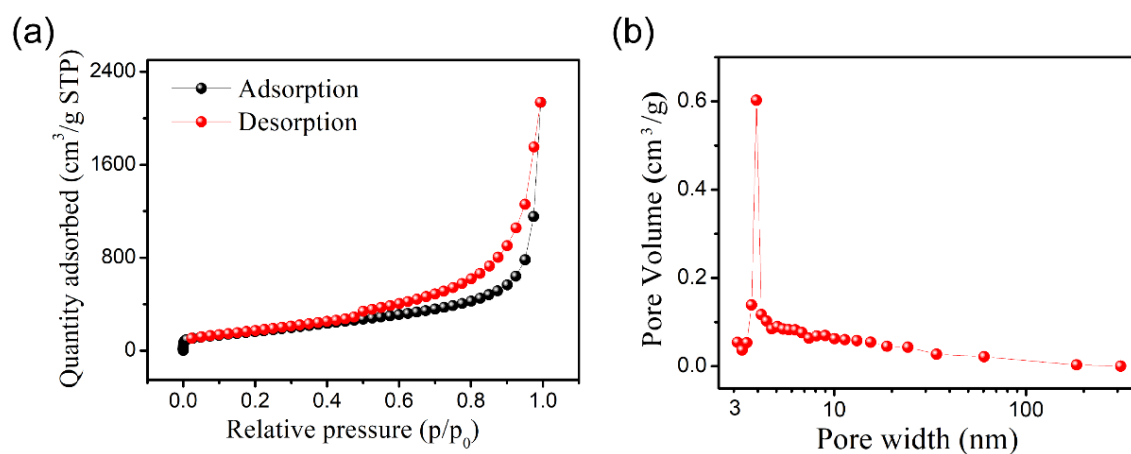 (a)
Quantity adsorbed (cm³/g STP)
2400
1600
800
0
Adsorption
Desorption
0.0 0.2 0.4 0.6 0.8 1.0
Relative pressure (p/p₀)
(b)
Pore Volume (cm³/g)
0.6
0.4
0.2
0.0
3 10 100
Pore width (nm)